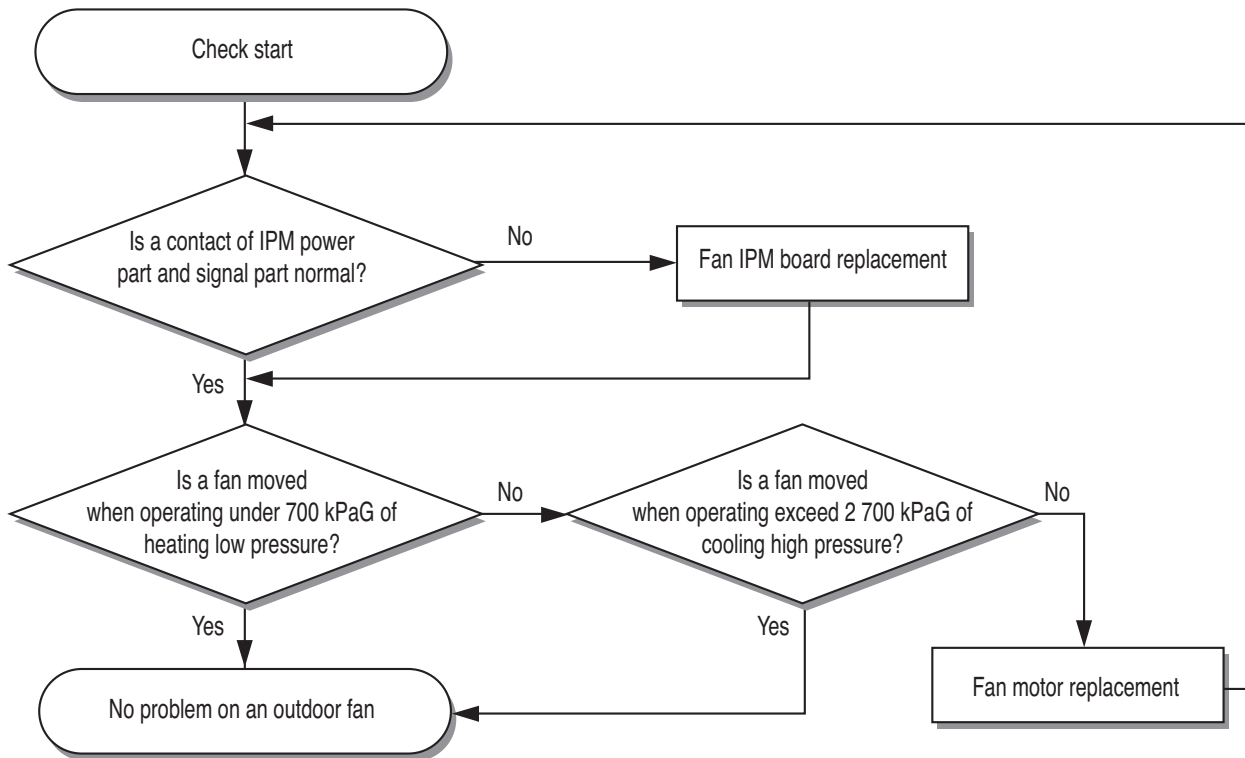 Check start
Is a contact of IPM power
part and signal part normal?
No
Fan IPM board replacement
Yes
Is a fan moved
when operating under 700 kPaG of
heating low pressure?
No
Is a fan moved
when operating exceed 2 700 kPaG of
cooling high pressure?
No
Yes
Yes
No problem on an outdoor fan
Fan motor replacement